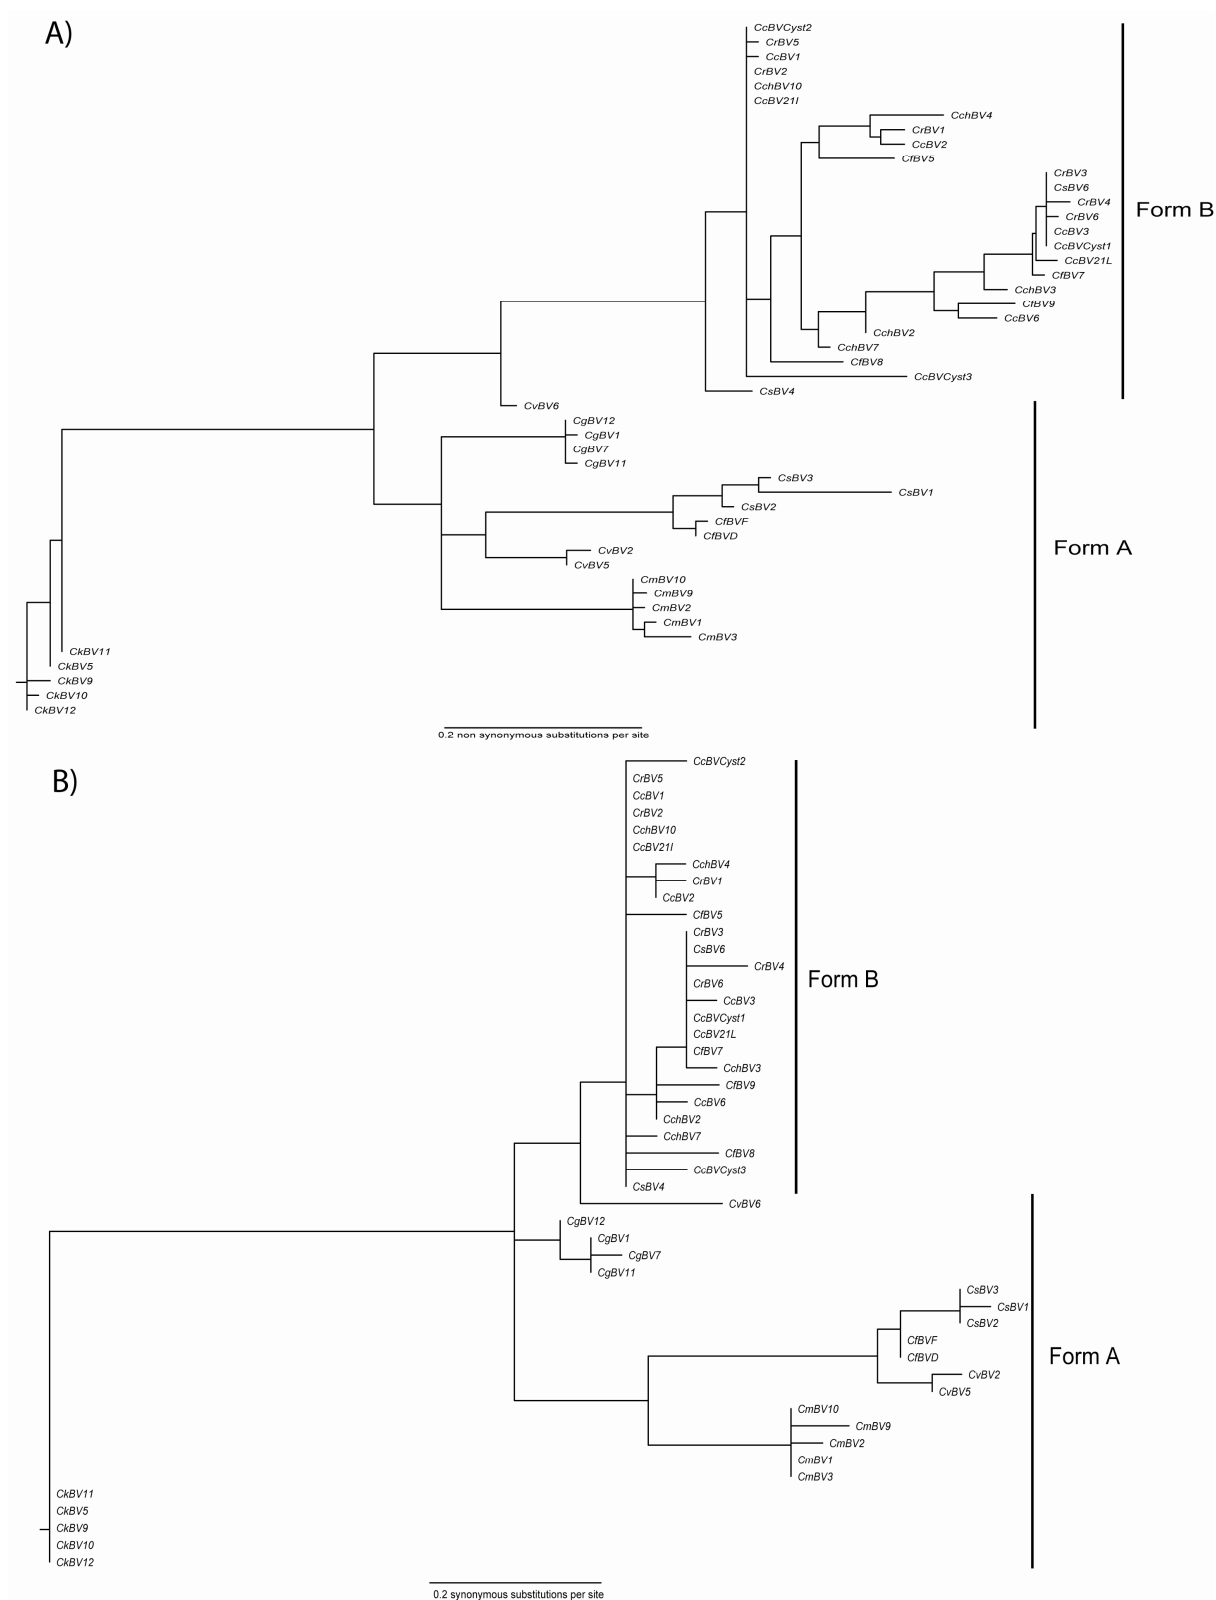 A)
CcBVCyst2
CrBV5
CcBV1
CrBV2
CchBV10
CcBV21I
CchBV4
CrBV1
CcBV2
CfBV5
CrBV3
CsBV6
CrBV4
Form B
CrBV6
CcBV3
CcBVCyst1
CcBV21L
CfBV7
CchBV3
CfBV9
CcBV6
CchBV2
CchBV7
CfBV8
CcBVCyst3
CsBV4
CvBV6
CgBV12
CgBV1
CgBV7
CgBV11
CsBV3
CsBV1
CsBV2
CfBVF
CfBVD
Form A
CvBV2
CvBV5
CmBV10
CmBV9
CmBV2
CmBV1
CmBV3
CkBV11
CkBV5
CkBV9
CkBV10
CkBV12
0.2 non synonymous substitutions per site
B)
CcBVCyst2
CrBV5
CcBV1
CrBV2
CchBV10
CcBV21I
CchBV4
CrBV1
CcBV2
CfBV5
CrBV3
CsBV6
CrBV4
Form B
CrBV6
CcBV3
CcBVCyst1
CcBV21L
CfBV7
CchBV3
CfBV9
CcBV6
CchBV2
CchBV7
CfBV8
CcBVCyst3
CsBV4
CvBV6
CgBV12
CgBV1
CgBV7
CgBV11
CsBV3
CsBV1
CsBV2
CfBVF
CfBVD
Form A
CvBV2
CvBV5
CmBV10
CmBV9
CmBV2
CmBV1
CmBV3
CkBV11
CkBV5
CkBV9
CkBV10
CkBV12
0.2 synonymous substitutions per site